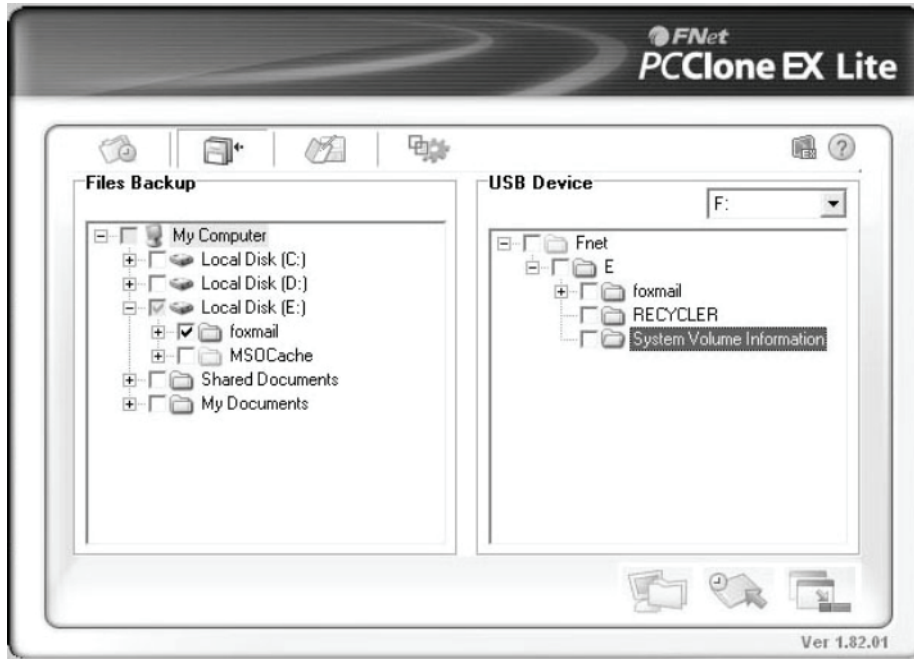 FNet
PCClone EX Lite
EX
?
Files Backup
My Computer
Local Disk (C:)
Local Disk (D:)
Local Disk (E:)
foxmail
MSOCache
Shared Documents
My Documents
USB Device
F:
Fnet
E
foxmail
RECYCLER
System Volume Information
Ver 1.82.01